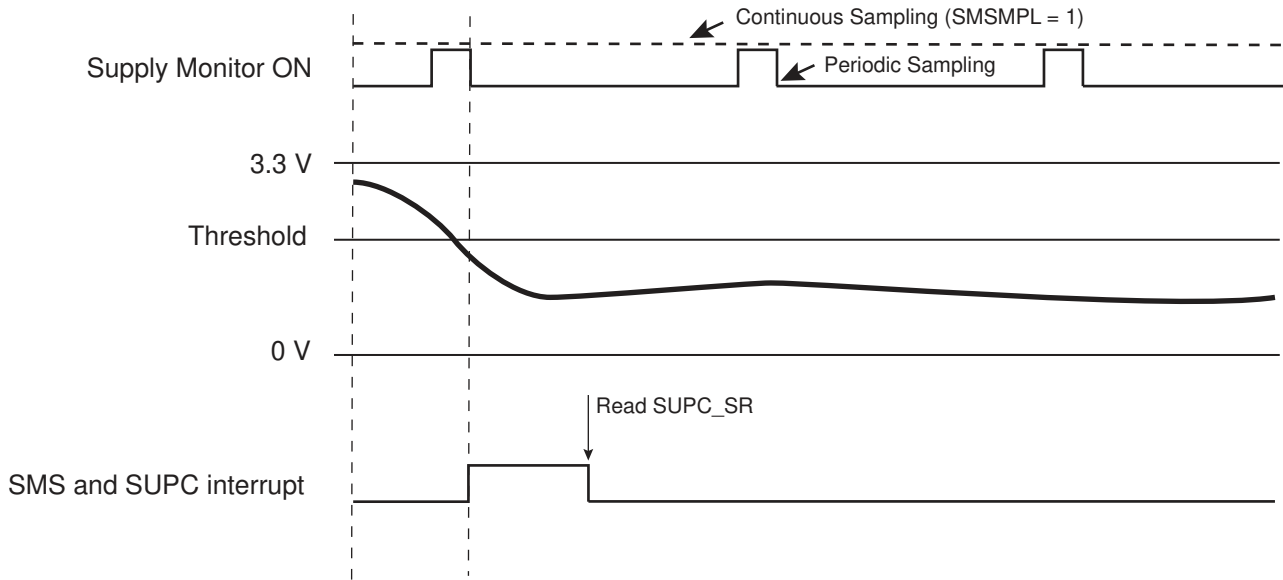 Continuous Sampling (SMSMPL = 1)
Supply Monitor ON
Periodic Sampling
3.3 V
Threshold
0 V
Read SUPC_SR
SMS and SUPC interrupt